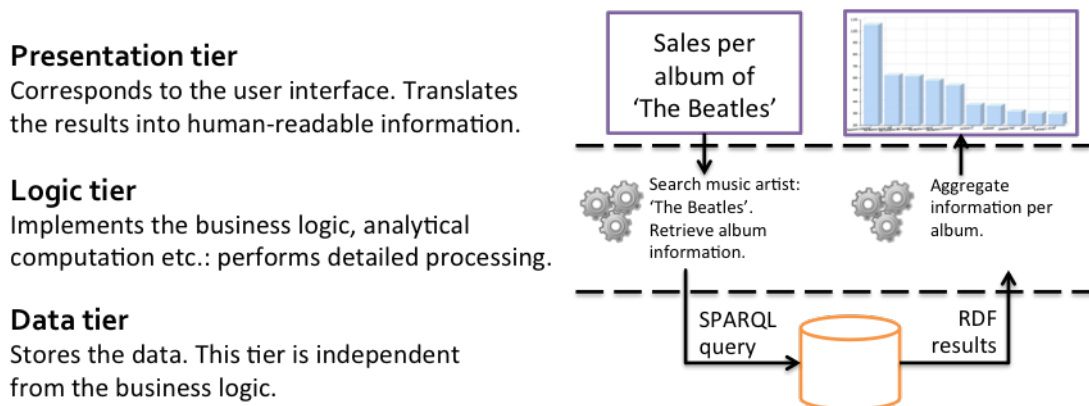 Presentation tier
Corresponds to the user interface. Translates
the results into human-readable information.
Sales per
album of
‘The Beatles’
Logic tier
Implements the business logic, analytical
computation etc.: performs detailed processing.
Search music artist:
‘The Beatles’.
Retrieve album
information.
Aggregate
information per
album.
Data tier
Stores the data. This tier is independent
from the business logic.
SPARQL
query
RDF
results